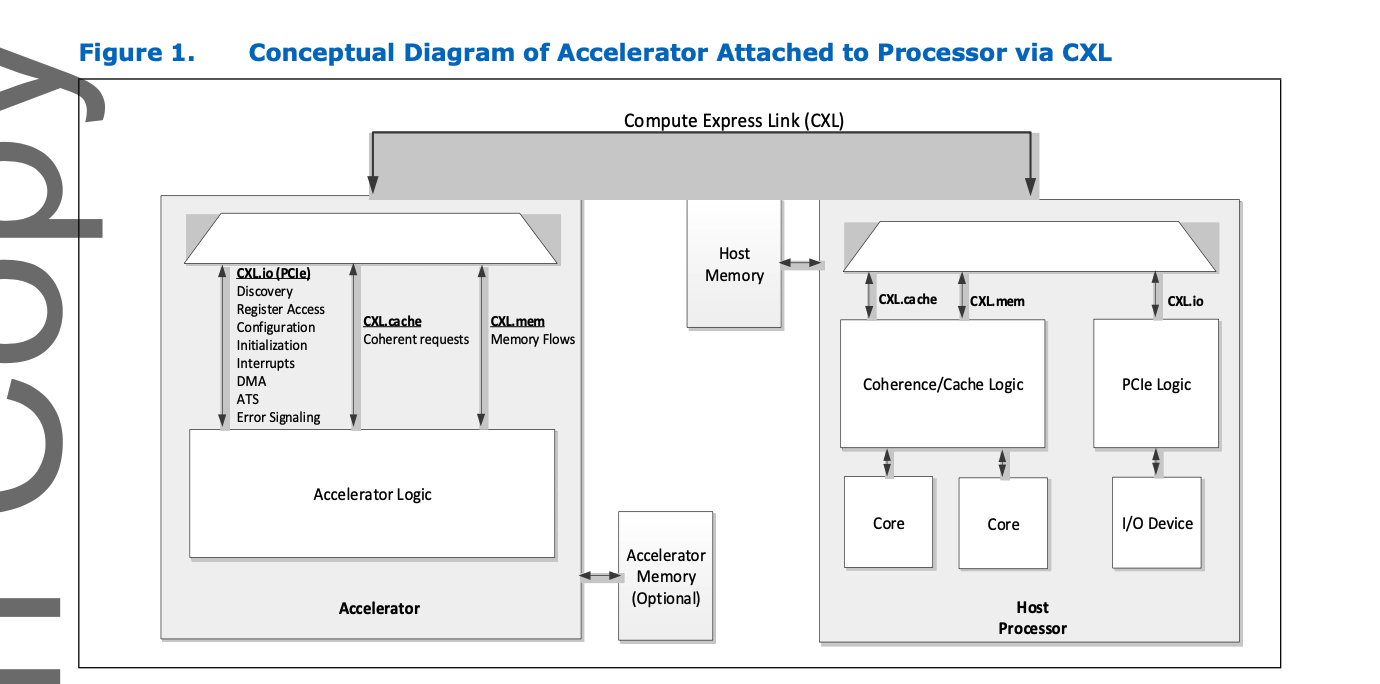 Figure 1. Conceptual Diagram of Accelerator Attached to Processor via CXL
Compute Express Link (CXL)
CXL.io (PCIe)
Discovery
Register Access
Configuration
Initialization
Interrupts
DMA
ATS
Error Signaling
CXL.cache
Coherent requests
CXL.mem
Memory Flows
Accelerator Logic
Accelerator
Host
Memory
Accelerator
Memory
(Optional)
CXL.cache
CXL.mem
CXL.io
Coherence/Cache Logic
PCIe Logic
Core
Core
I/O Device
Host
Processor
Copy